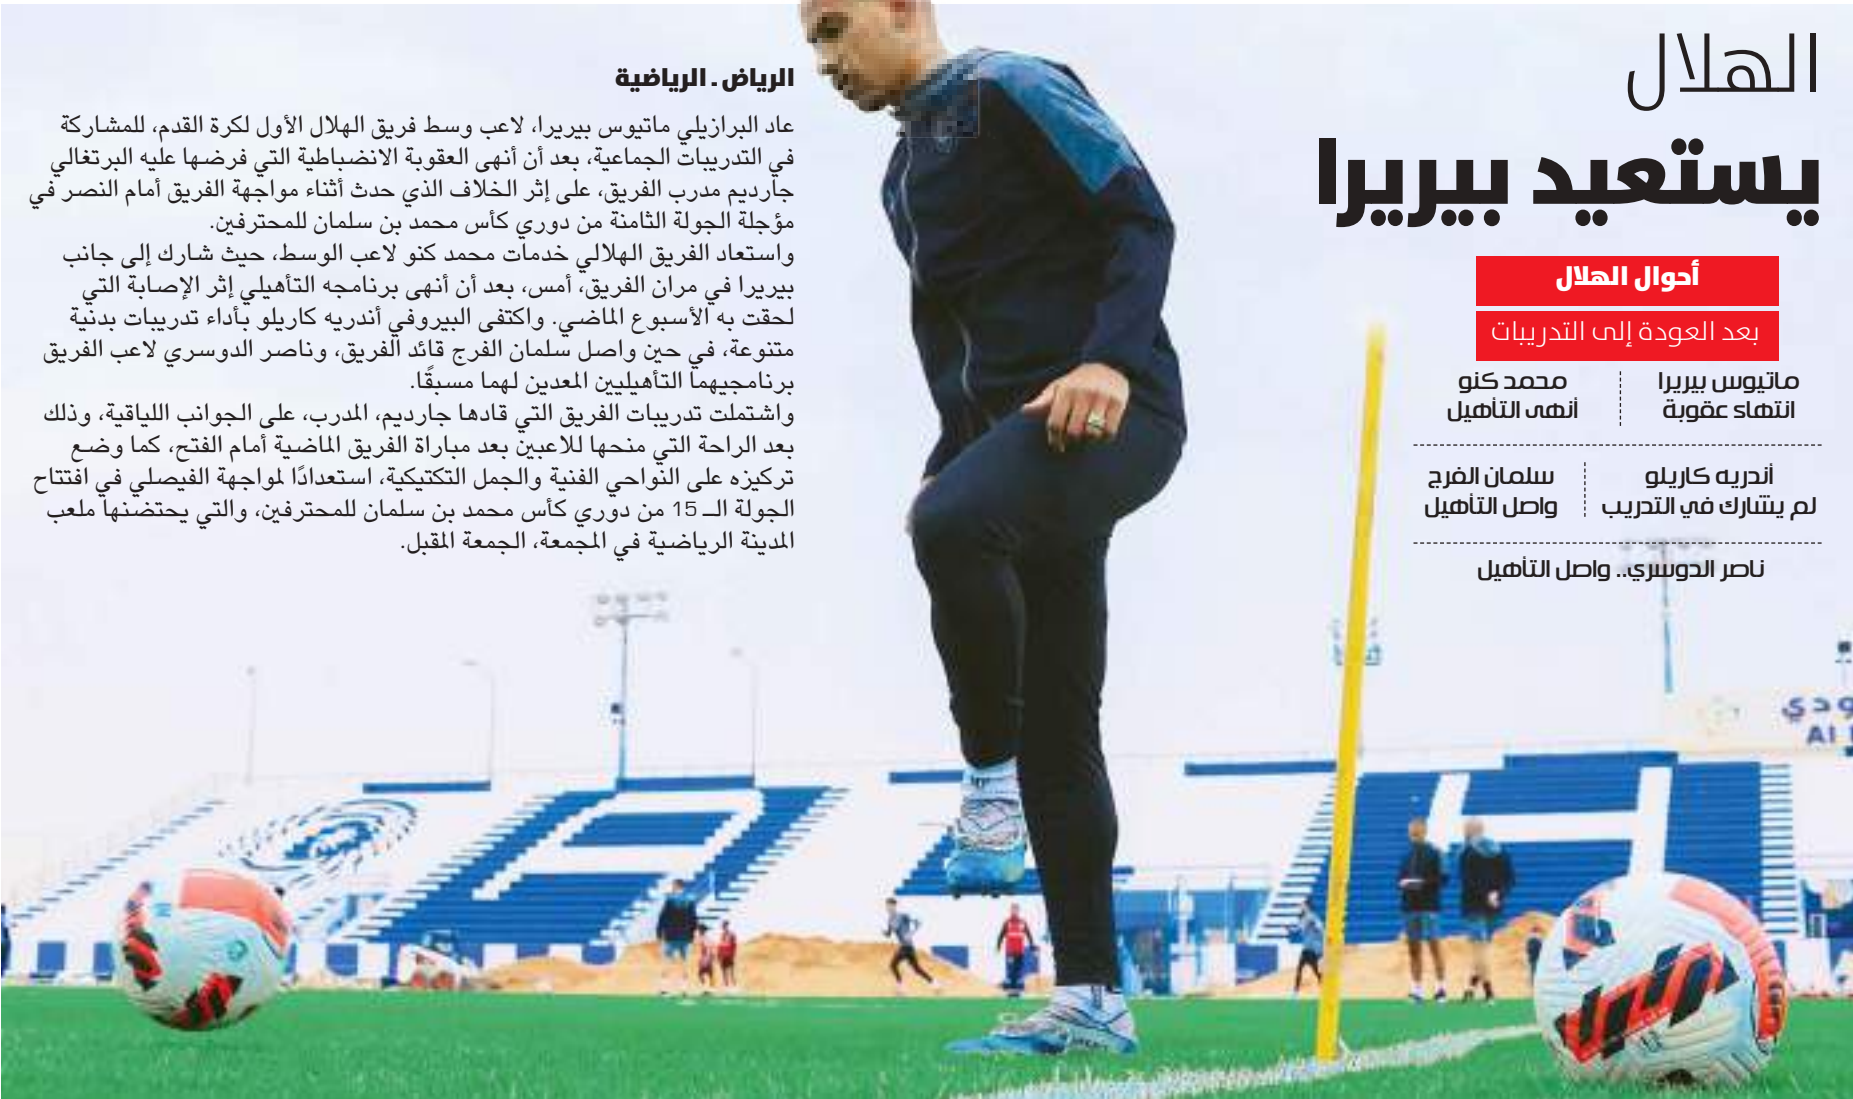 الهلال
يستعيد بيريرا
أحوال الهلال
بعد العودة إلى التدريبات
ماتيوس بيريرا
انتهاء عقوبة
محمد كنو
أنهى التأهيل
أندريه كاريلو
لم يشارك في التدريب
سلمان الفرج
واصل التأهيل
ناصر الدوسري.. واصل التأهيل
الرياض ـ الرياضية
عاد البرازيلي ماتيوس بيريرا، لاعب وسط فريق الهلال الأول لكرة القدم، للمشاركة
في التدريبات الجماعية، بعد أن أنهى العقوبة الانضباطية التي فرضها عليه البرتغالي
جارديم مدرب الفريق، على إثر الخلاف الذي حدث أثناء مواجهة الفريق أمام النصر في
مؤجلة الجولة الثامنة من دوري كأس محمد بن سلمان للمحترفين.
واستعاد الفريق الهلالي خدمات محمد كنو لاعب الوسط، حيث شارك إلى جانب
بيريرا في مران الفريق، أمس، بعد أن أنهى برنامجه التأهيلي إثر الإصابة التي
لحقت به الأسبوع الماضي. واكتفى البيروفي أندريه كاريلو بأداء تدريبات بدنية
متنوعة، في حين واصل سلمان الفرج قائد الفريق، وناصر الدوسري لاعب الفريق
برنامجيهما التأهيليين المعدين لهما مسبقًا.
واشتملت تدريبات الفريق التي قادها جارديم، المدرب، على الجوانب اللياقية، وذلك
بعد الراحة التي منحها للاعبين بعد مباراة الفريق الماضية أمام الفتح، كما وضع
تركيزه على النواحي الفنية والجمل التكتيكية، استعدادًا لمواجهة الفيصلي في افتتاح
الجولة الـ 15 من دوري كأس محمد بن سلمان للمحترفين، والتي يحتضنها ملعب
المدينة الرياضية في المجمعة، الجمعة المقبل.
ودي
Al